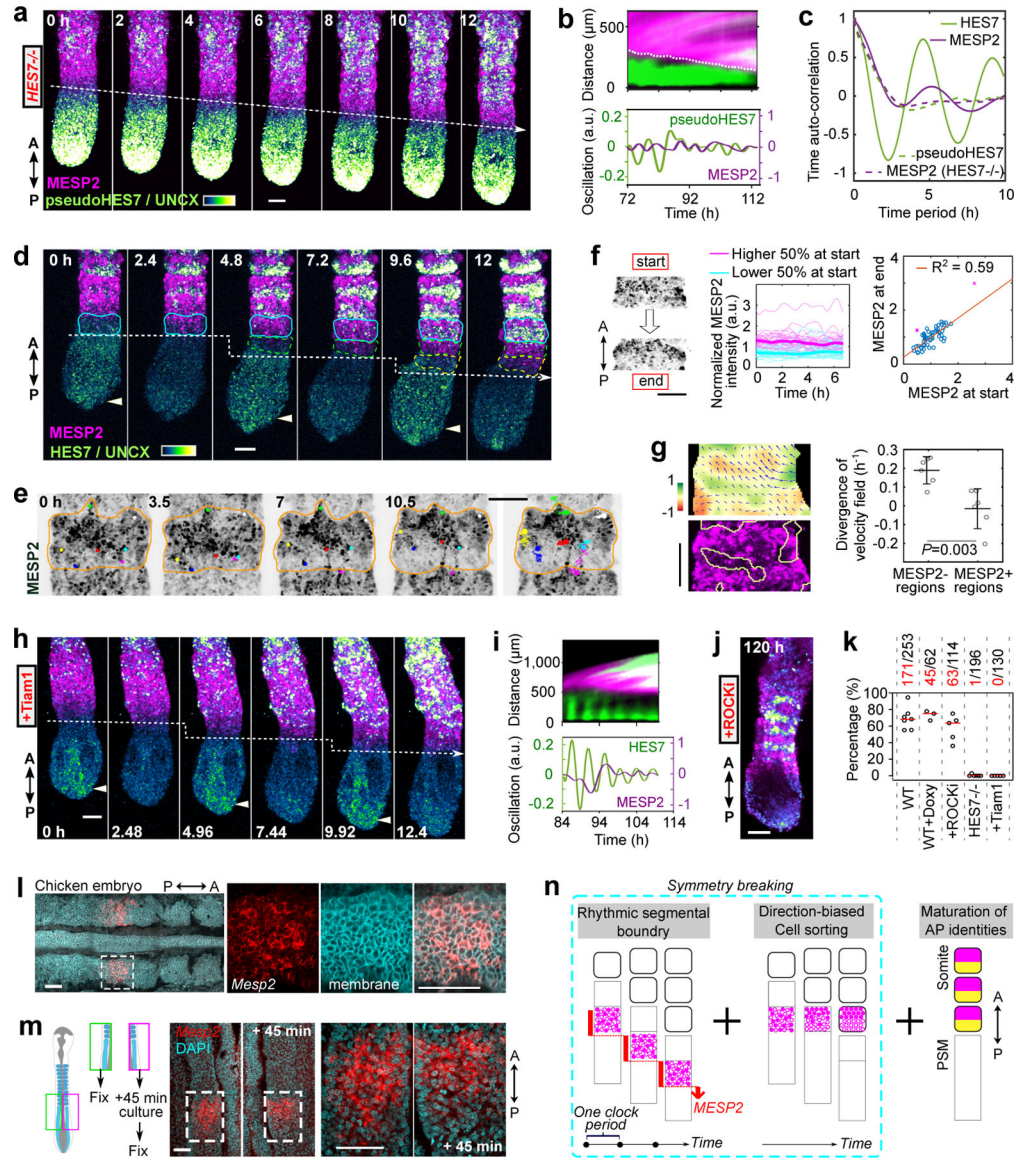 a
HES7-/-
0 h 2 4 6 8 10 12
A
P
MESP2
pseudoHES7 / UNCX
b
Distance (µm)
500
0
Oscillation (a.u.)
0.2
0
-0.2
pseudoHES7
MESP2
1
0
-1
72 92 112
Time (h)
c
Time auto-correlation
1
0.5
0
-0.5
-1
HES7
MESP2
pseudoHES7
MESP2 (HES7-/-)
0 5 10
Time period (h)
d
0 h 2.4 4.8 7.2 9.6 12
A
P
MESP2
HES7 / UNCX
e
0 h 3.5 7 10.5
MESP2
f
start
A
P
end
Higher 50% at start
Lower 50% at start
Normalized MESP2
intensity (a.u.)
4
3
2
1
0
0 2 4 6
Time (h)
R² = 0.59
MESP2 at end
4
2
0
0 2 4
MESP2 at start
g
1
-1
Divergence of
velocity field (h⁻¹)
0.3
0.2
0.1
0
0.1
0.2
P=0.003
MESP2-
regions
MESP2+
regions
h
+Tiam1
A
P
0 h 2.48 4.96 7.44 9.92 12.4
i
Distance (µm)
1,000
500
0
Oscillation (a.u.)
0.2
0
-0.2
HES7
MESP2
1
0
-1
84 94 104 114
Time (h)
j
120 h
+ROCKi
A
P
k
171/253
45/62
63/114
1/196
0/130
Percentage (%)
100
80
60
40
20
0
WT
WT+Doxy
+ROCKi
HES7-/-
+Tiam1
l
Chicken embryo
P A
Mesp2
membrane
m
Fix
+45 min
culture
Fix
Mesp2
DAPI
+ 45 min
+ 45 min
A
P
n
Symmetry breaking
Rhythmic segmental
boundry
Direction-biased
Cell sorting
Maturation of
AP identities
+
+
MESP2
One clock
period
Time
Time
Somite
PSM
A
P